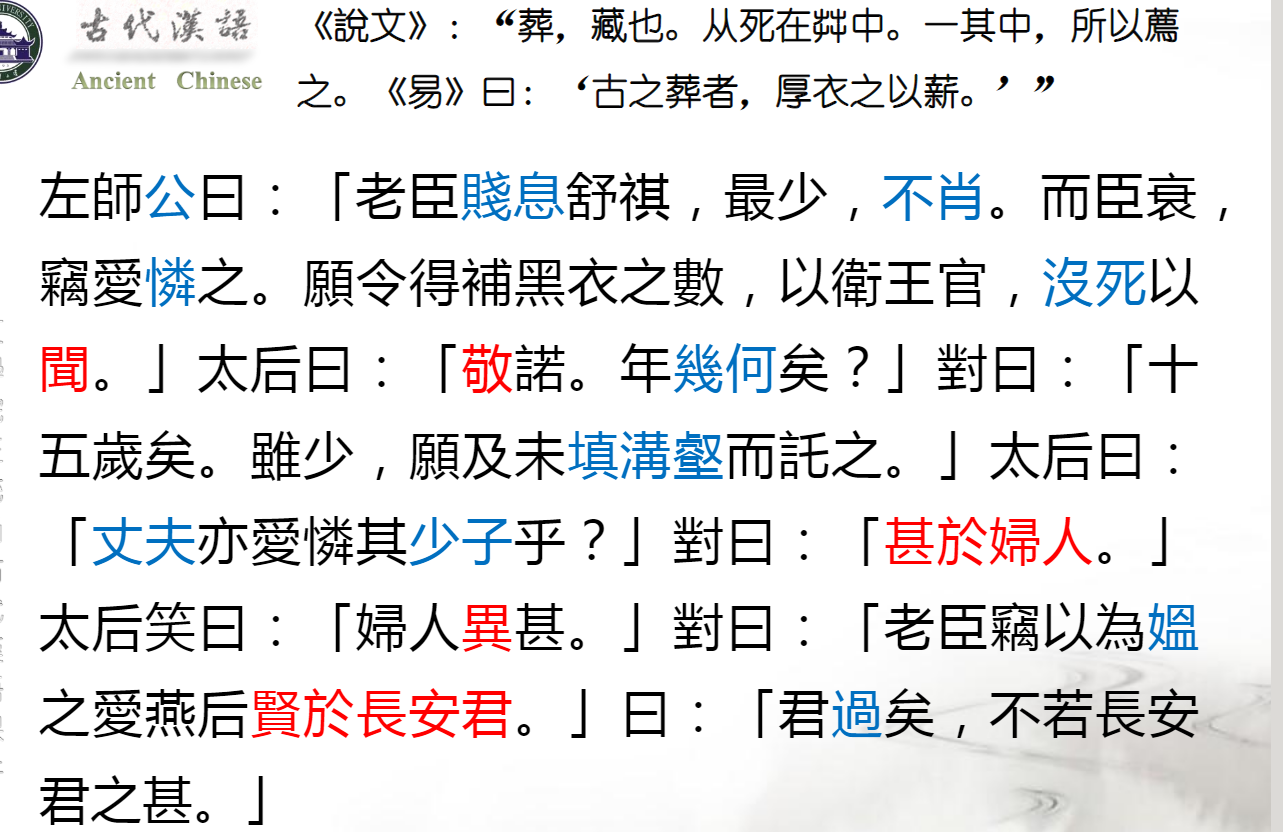 古代漢語
Ancient Chinese
《說文》：“葬，藏也。从死在茻中。一其中，所以薦
之。《易》曰：‘古之葬者，厚衣之以薪。’”
左師公曰：「老臣賤息舒祺，最少，不肖。而臣衰，
竊愛憐之。願令得補黑衣之數，以衛王官，沒死以
聞。」太后曰：「敬諾。年幾何矣？」對曰：「十
五歲矣。雖少，願及未填溝壑而託之。」太后曰：
「丈夫亦愛憐其少子乎？」對曰：「甚於婦人。」
太后笑曰：「婦人異甚。」對曰：「老臣竊以為媼
之愛燕后賢於長安君。」曰：「君過矣，不若長安
君之甚。」